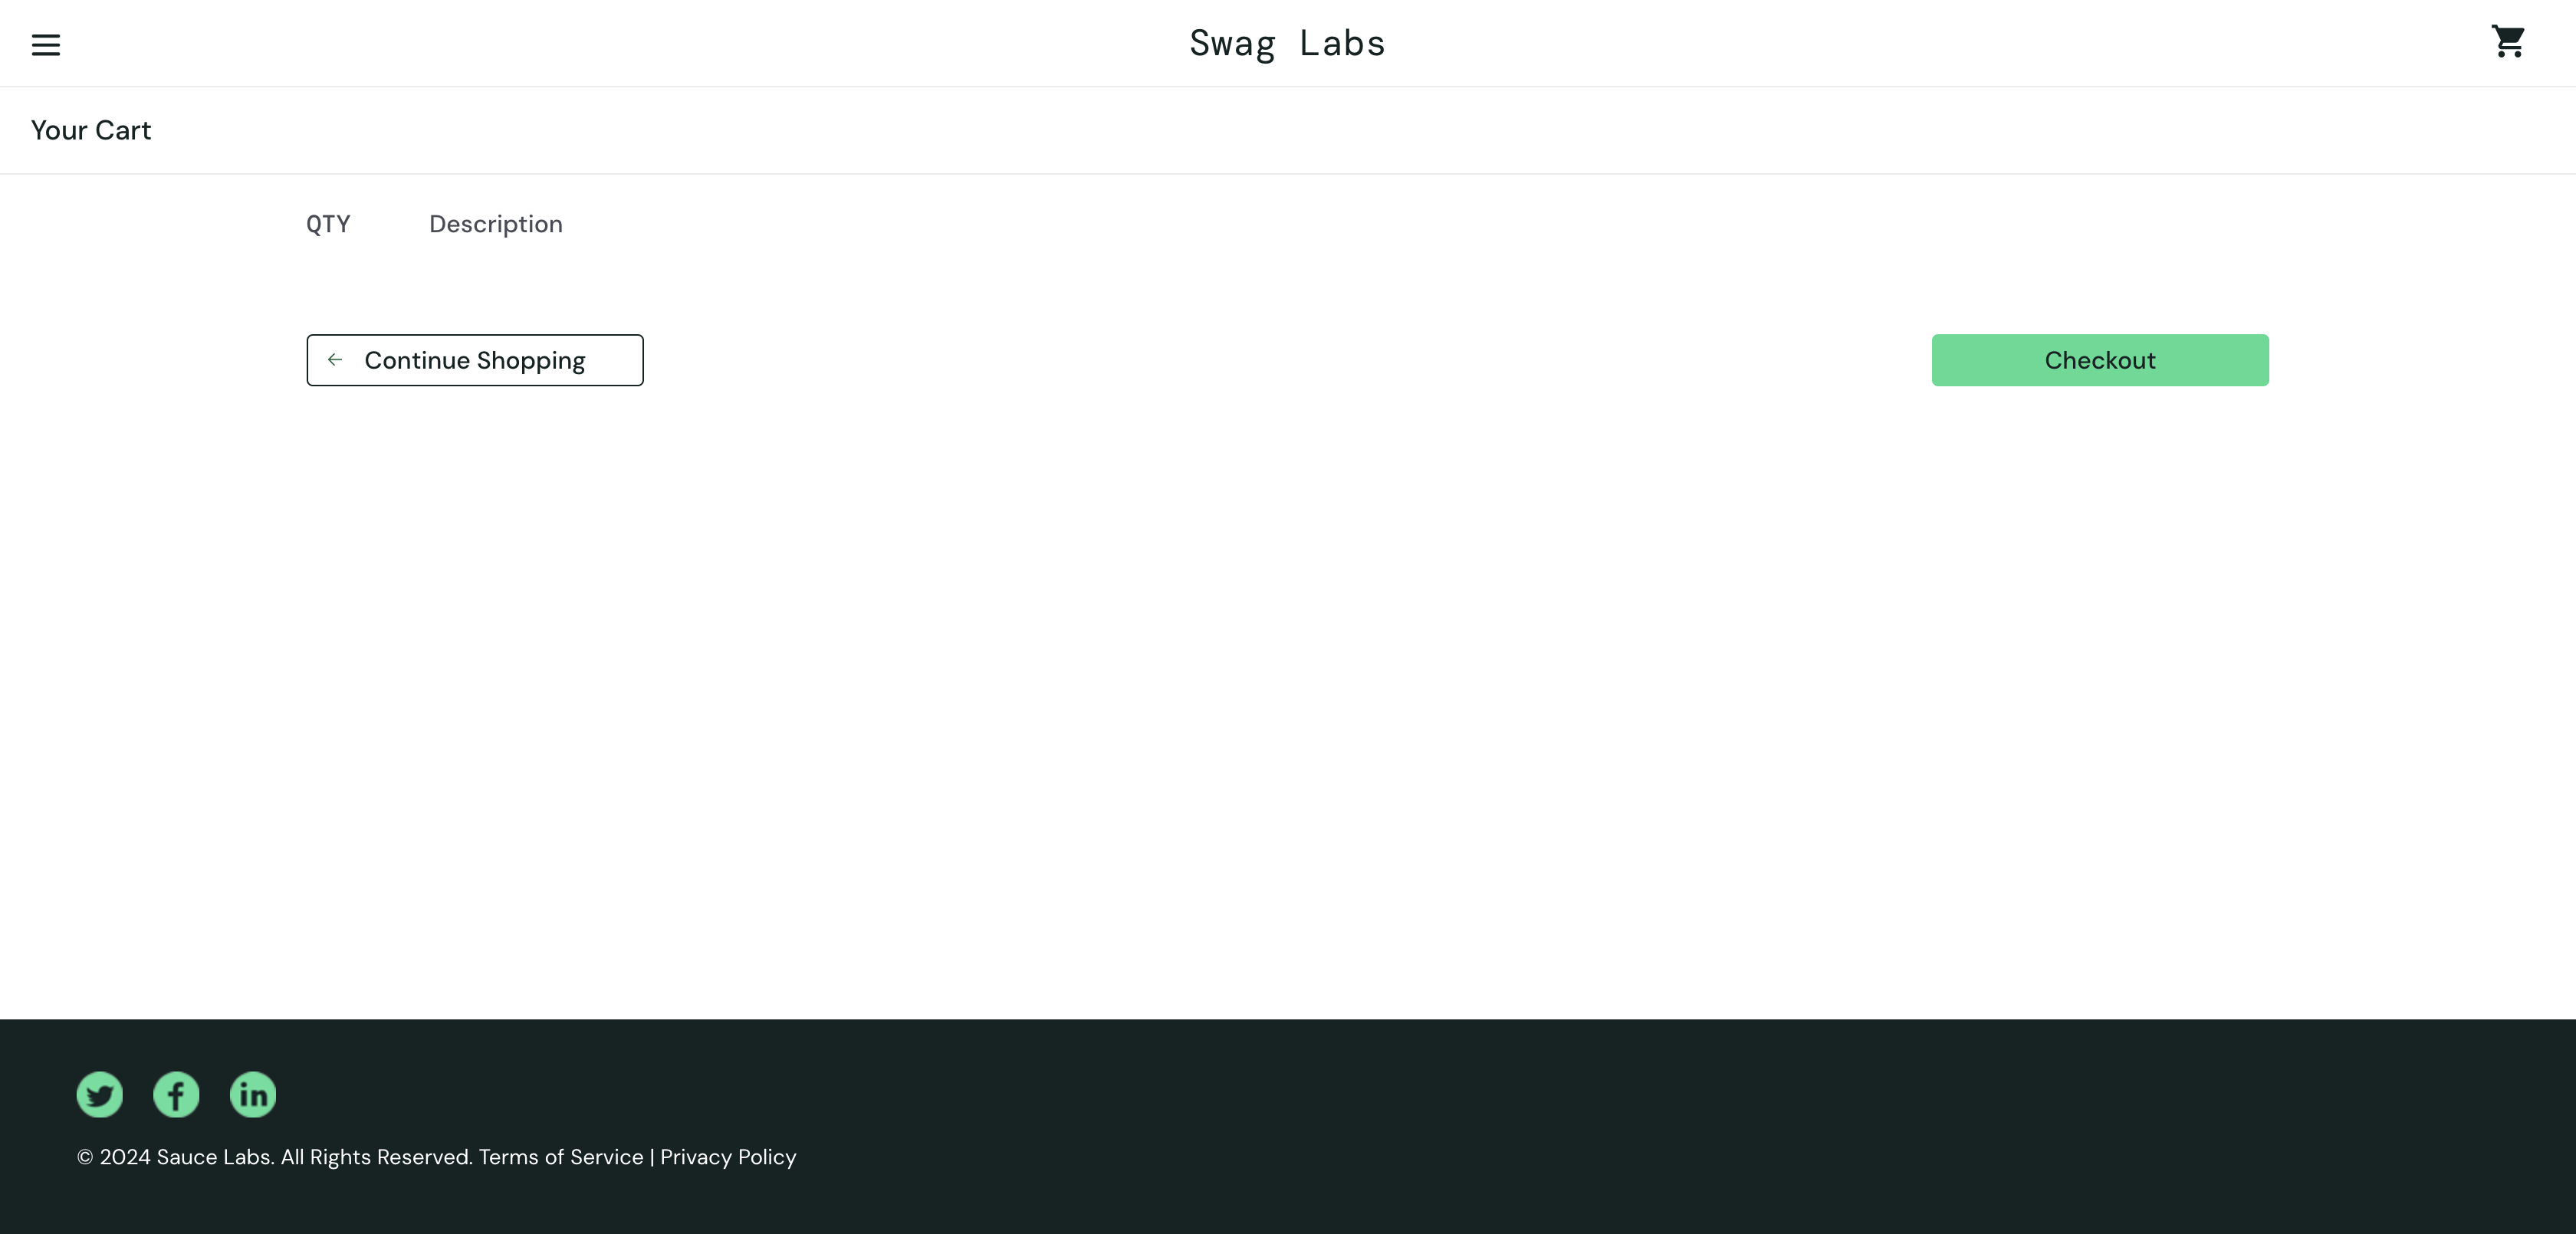 Swag Labs
Your Cart
QTY Description
Continue Shopping Checkout
© 2024 Sauce Labs. All Rights Reserved. Terms of Service | Privacy Policy